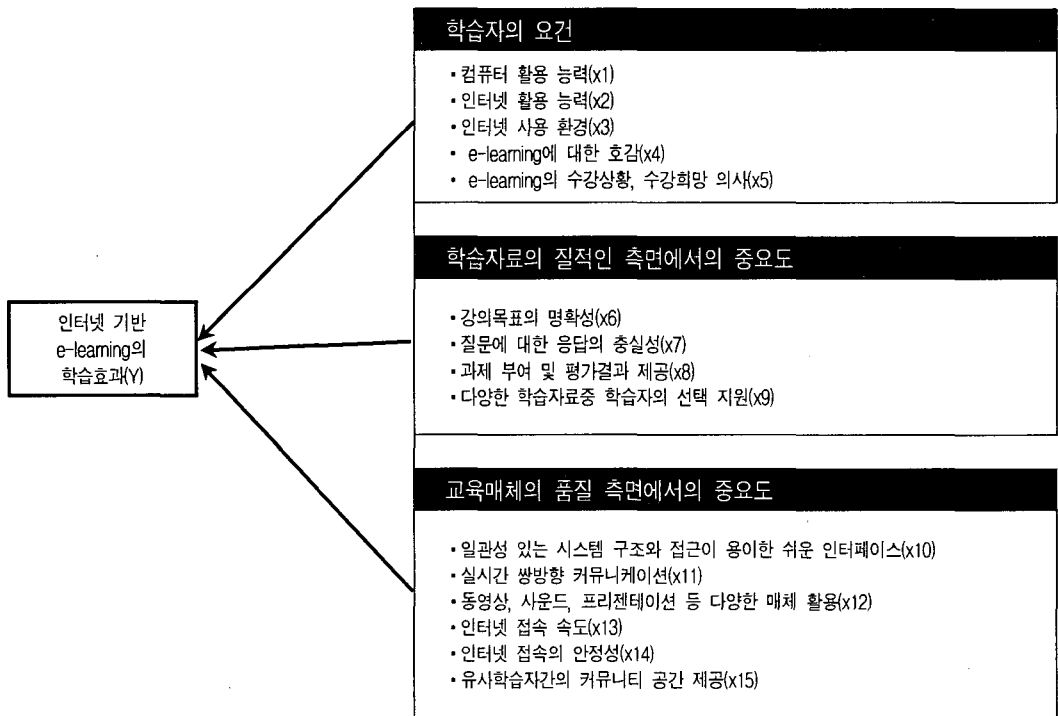 학습자의 요건
▪컴퓨터 활용 능력(x1)
▪인터넷 활용 능력(x2)
▪인터넷 사용 환경(x3)
▪ e-learning에 대한 호감(x4)
▪ e-learning의 수강상황, 수강희망 의사(x5)
학습자료의 질적인 측면에서의 중요도
▪강의목표의 명확성(x6)
▪질문에 대한 응답의 충실성(x7)
▪과제 부여 및 평가결과 제공(x8)
▪다양한 학습자료중 학습자의 선택 지원(x9)
인터넷 기반
e-learning의
학습효과(Y)
교육매체의 품질 측면에서의 중요도
▪일관성 있는 시스템 구조와 접근이 용이한 쉬운 인터페이스(x10)
▪실시간 쌍방향 커뮤니케이션(x11)
▪동영상, 사운드, 프리젠테이션 등 다양한 매체 활용(x12)
▪인터넷 접속 속도(x13)
▪인터넷 접속의 안정성(x14)
▪유사학습자간의 커뮤니티 공간 제공(x15)